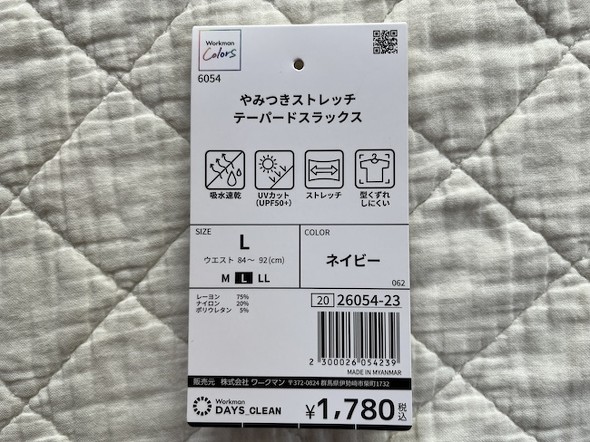 Workman
Colors
6054
やみつきストレッチ
テーパードスラックス
吸水速乾
UVカット
(UPF50+)
ストレッチ
型くずれ
しにくい
SIZE
L
ウエスト 84〜 92(cm)
M L LL
COLOR
ネイビー
062
レーヨン 75%
ナイロン 20%
ポリウレタン 5%
20 26054-23
2 300026 054239
MADE IN MYANMAR
販売元 株式会社 ワークマン 〒372-0824 群馬県伊勢崎市柴町1732
Workman
DAYS_CLEAN
¥1,780 税込